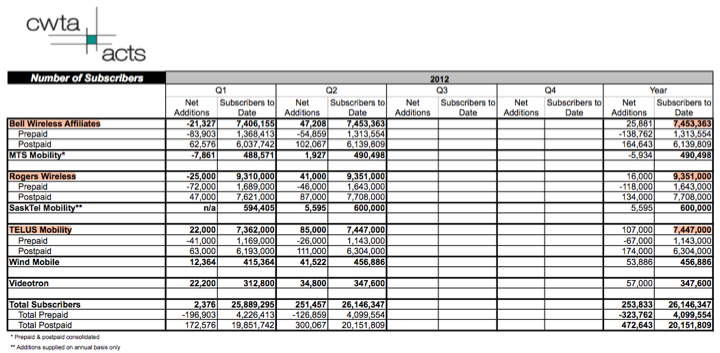 cwta
acts
Number of Subscribers 2012
Q1 Q2 Q3 Q4 Year
Net Additions Subscribers to Date Net Additions Subscribers to Date Net Additions Subscribers to Date Net Additions Subscribers to Date Net Additions Subscribers to Date
Bell Wireless Affiliates -21,327 7,406,155 47,208 7,453,363 25,881 7,453,363
Prepaid -83,903 1,368,413 -54,859 1,313,554 -138,762 1,313,554
Postpaid 62,576 6,037,742 102,067 6,139,809 164,643 6,139,809
MTS Mobility* -7,861 488,571 1,927 490,498 -5,934 490,498
Rogers Wireless -25,000 9,310,000 41,000 9,351,000 16,000 9,351,000
Prepaid -72,000 1,689,000 -46,000 1,643,000 -118,000 1,643,000
Postpaid 47,000 7,621,000 87,000 7,708,000 134,000 7,708,000
SaskTel Mobility** n/a 594,405 5,595 600,000 5,595 600,000
TELUS Mobility 22,000 7,362,000 85,000 7,447,000 107,000 7,447,000
Prepaid -41,000 1,169,000 -26,000 1,143,000 -67,000 1,143,000
Postpaid 63,000 6,193,000 111,000 6,304,000 174,000 6,304,000
Wind Mobile 12,364 415,364 41,522 456,886 53,886 456,886
Videotron 22,200 312,800 34,800 347,600 57,000 347,600
Total Subscribers 2,376 25,889,295 251,457 26,146,347 253,833 26,146,347
Total Prepaid -196,903 4,226,413 -126,859 4,099,554 -323,762 4,099,554
Total Postpaid 172,576 19,851,742 300,067 20,151,809 472,643 20,151,809
* Prepaid & postpaid consolidated
** Additions supplied on annual basis only